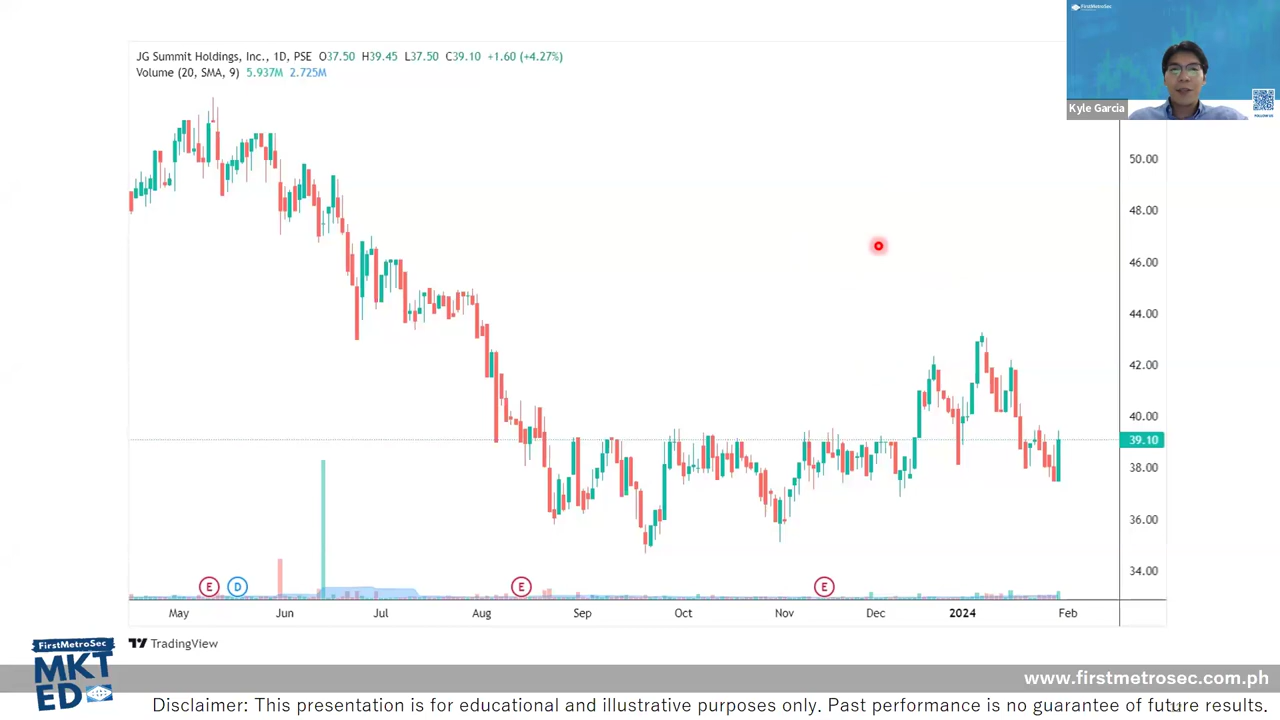 FirstMetroSec
JG Summit Holdings, Inc., 1D, PSE O37.50 H39.45 L37.50 C39.10 +1.60 (+4.27%)
Volume (20, SMA, 9) 5.937M 2.725M
Kyle Garcia
FOLLOW US
50.00
48.00
46.00
44.00
42.00
40.00
39.10
38.00
36.00
34.00
E D E E
May Jun Jul Aug Sep Oct Nov Dec 2024 Feb
TradingView
FirstMetroSec
MKT
ED
www.firstmetrosec.com.ph
Disclaimer: This presentation is for educational and illustrative purposes only. Past performance is no guarantee of future results.